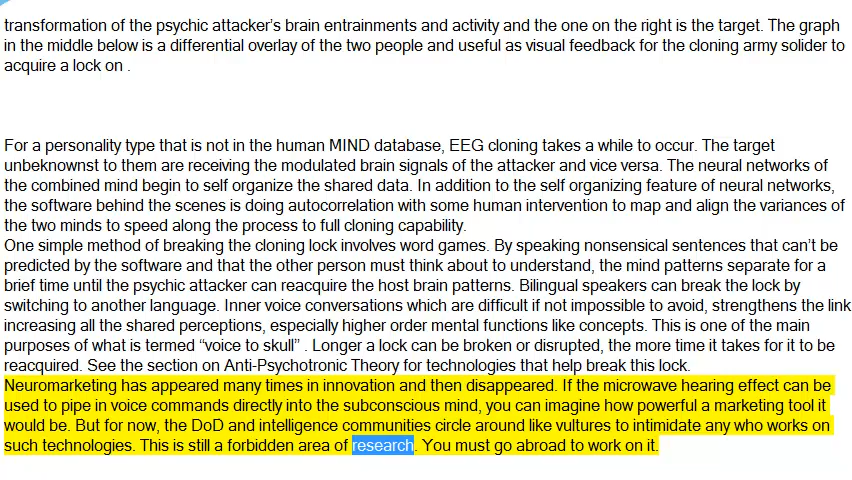 transformation of the psychic attacker's brain entrainments and activity and the one on the right is the target. The graph
in the middle below is a differential overlay of the two people and useful as visual feedback for the cloning army solider to
acquire a lock on .
For a personality type that is not in the human MIND database, EEG cloning takes a while to occur. The target
unbeknownst to them are receiving the modulated brain signals of the attacker and vice versa. The neural networks of
the combined mind begin to self organize the shared data. In addition to the self organizing feature of neural networks,
the software behind the scenes is doing autocorrelation with some human intervention to map and align the variances of
the two minds to speed along the process to full cloning capability.
One simple method of breaking the cloning lock involves word games. By speaking nonsensical sentences that can't be
predicted by the software and that the other person must think about to understand, the mind patterns separate for a
brief time until the psychic attacker can reacquire the host brain patterns. Bilingual speakers can break the lock by
switching to another language. Inner voice conversations which are difficult if not impossible to avoid, strengthens the link
increasing all the shared perceptions, especially higher order mental functions like concepts. This is one of the main
purposes of what is termed “voice to skull” . Longer a lock can be broken or disrupted, the more time it takes for it to be
reacquired. See the section on Anti-Psychotronic Theory for technologies that help break this lock.
Neuromarketing has appeared many times in innovation and then disappeared. If the microwave hearing effect can be
used to pipe in voice commands directly into the subconscious mind, you can imagine how powerful a marketing tool it
would be. But for now, the DoD and intelligence communities circle around like vultures to intimidate any who works on
such technologies. This is still a forbidden area of research. You must go abroad to work on it.